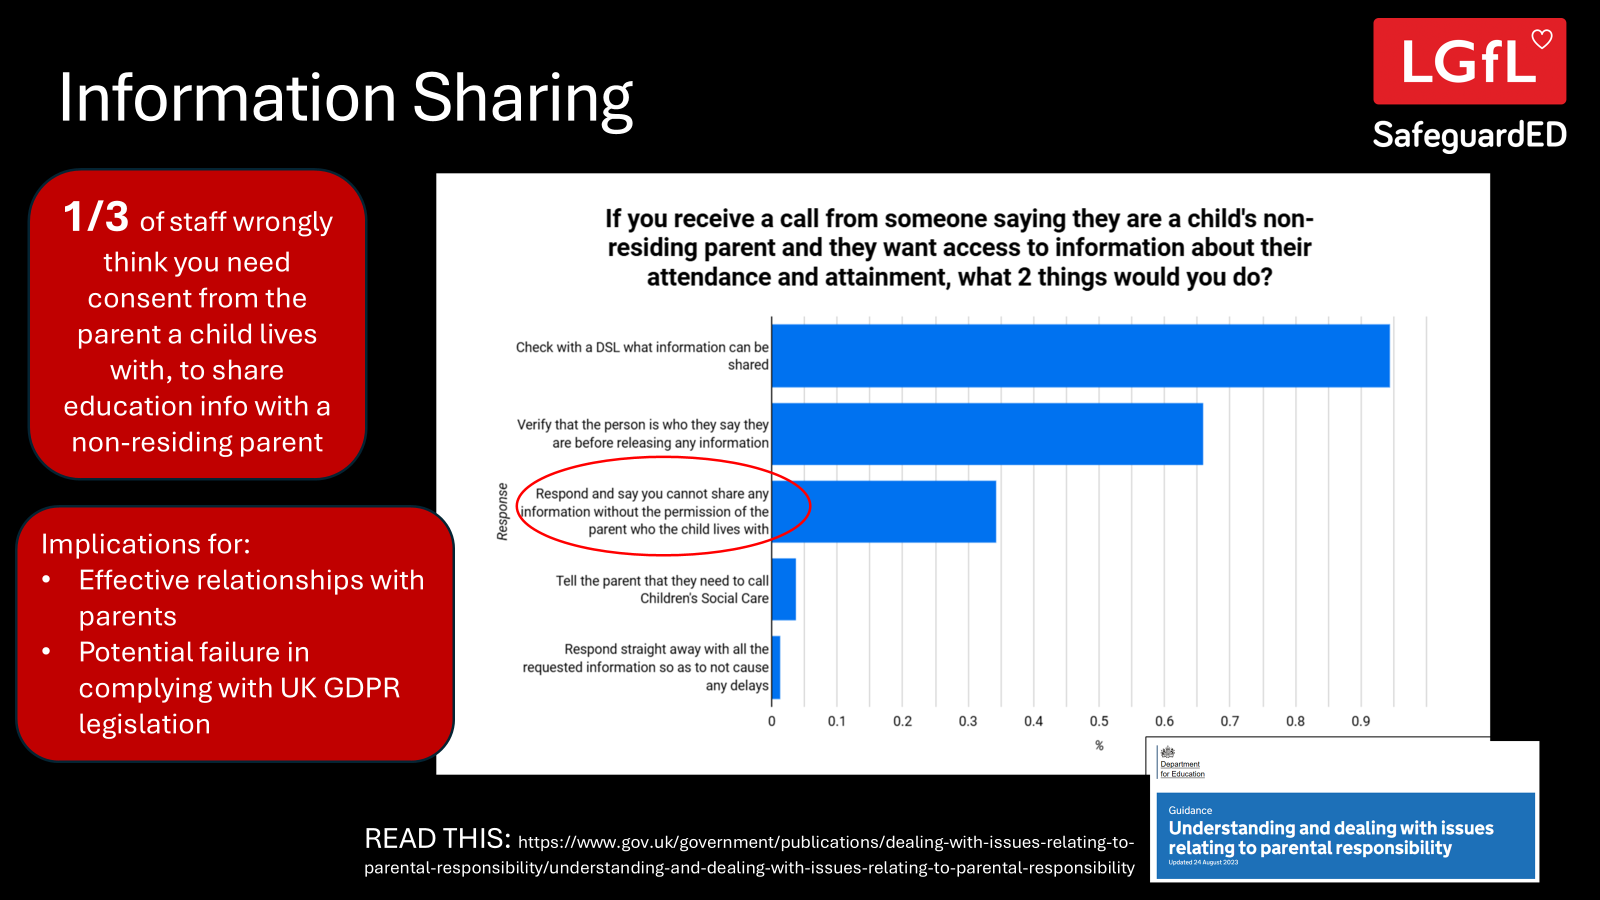 Information Sharing
LGfL
SafeguardED
1/3 of staff wrongly
think you need
consent from the
parent a child lives
with, to share
education info with a
non-residing parent
Implications for:
• Effective relationships with
parents
• Potential failure in
complying with UK GDPR
legislation
If you receive a call from someone saying they are a child's non-
residing parent and they want access to information about their
attendance and attainment, what 2 things would you do?
Response
Check with a DSL what information can be
shared
Verify that the person is who they say they
are before releasing any information
Respond and say you cannot share any
information without the permission of the
parent who the child lives with
Tell the parent that they need to call
Children's Social Care
Respond straight away with all the
requested information so as to not cause
any delays
0 0.1 0.2 0.3 0.4 0.5 0.6 0.7 0.8 0.9
%
Department
for Education
Guidance
Understanding and dealing with issues
relating to parental responsibility
Updated 24 August 2023
READ THIS: https://www.gov.uk/government/publications/dealing-with-issues-relating-to-
parental-responsibility/understanding-and-dealing-with-issues-relating-to-parental-responsibility